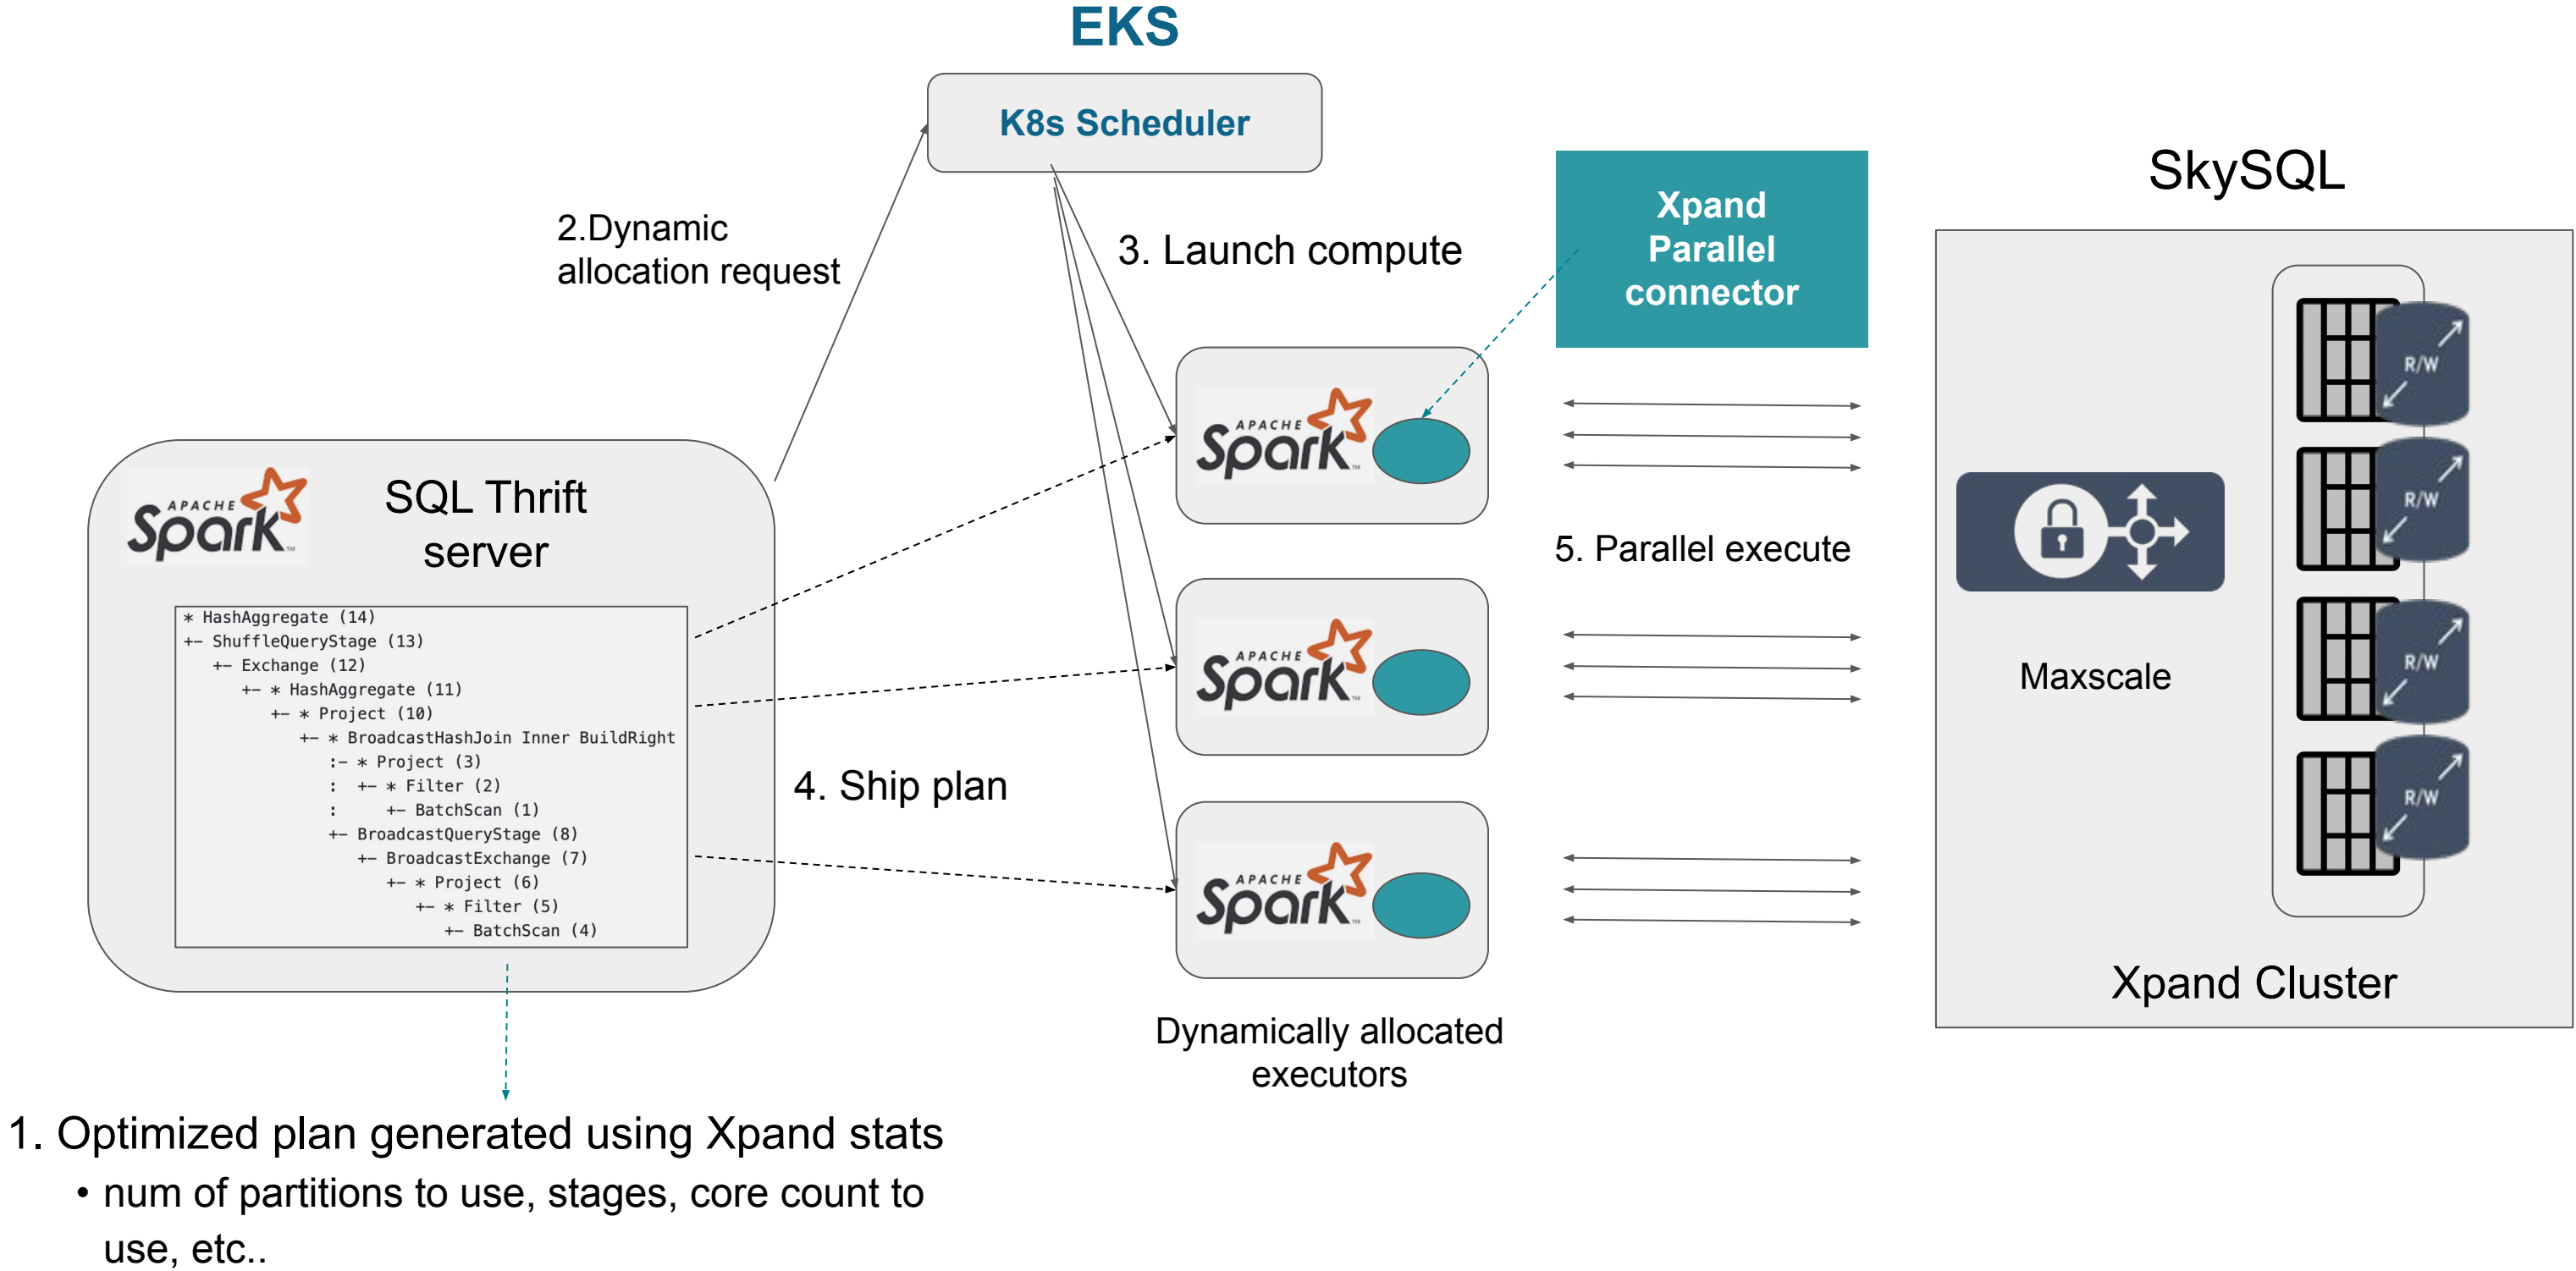 EKS
K8s Scheduler
SkySQL
Xpand
Parallel
connector
2.Dynamic
allocation request
3. Launch compute
APACHE
Spark™
SQL Thrift
server
* HashAggregate (14)
+- ShuffleQueryStage (13)
+- Exchange (12)
+- * HashAggregate (11)
+- * Project (10)
+- * BroadcastHashJoin Inner BuildRight
:- * Project (3)
: +- * Filter (2)
: +- BatchScan (1)
+- BroadcastQueryStage (8)
+- BroadcastExchange (7)
+- * Project (6)
+- * Filter (5)
+- BatchScan (4)
4. Ship plan
APACHE
Spark™
APACHE
Spark™
APACHE
Spark™
Dynamically allocated
executors
5. Parallel execute
Maxscale
R/W
R/W
R/W
R/W
Xpand Cluster
1. Optimized plan generated using Xpand stats
• num of partitions to use, stages, core count to
use, etc..